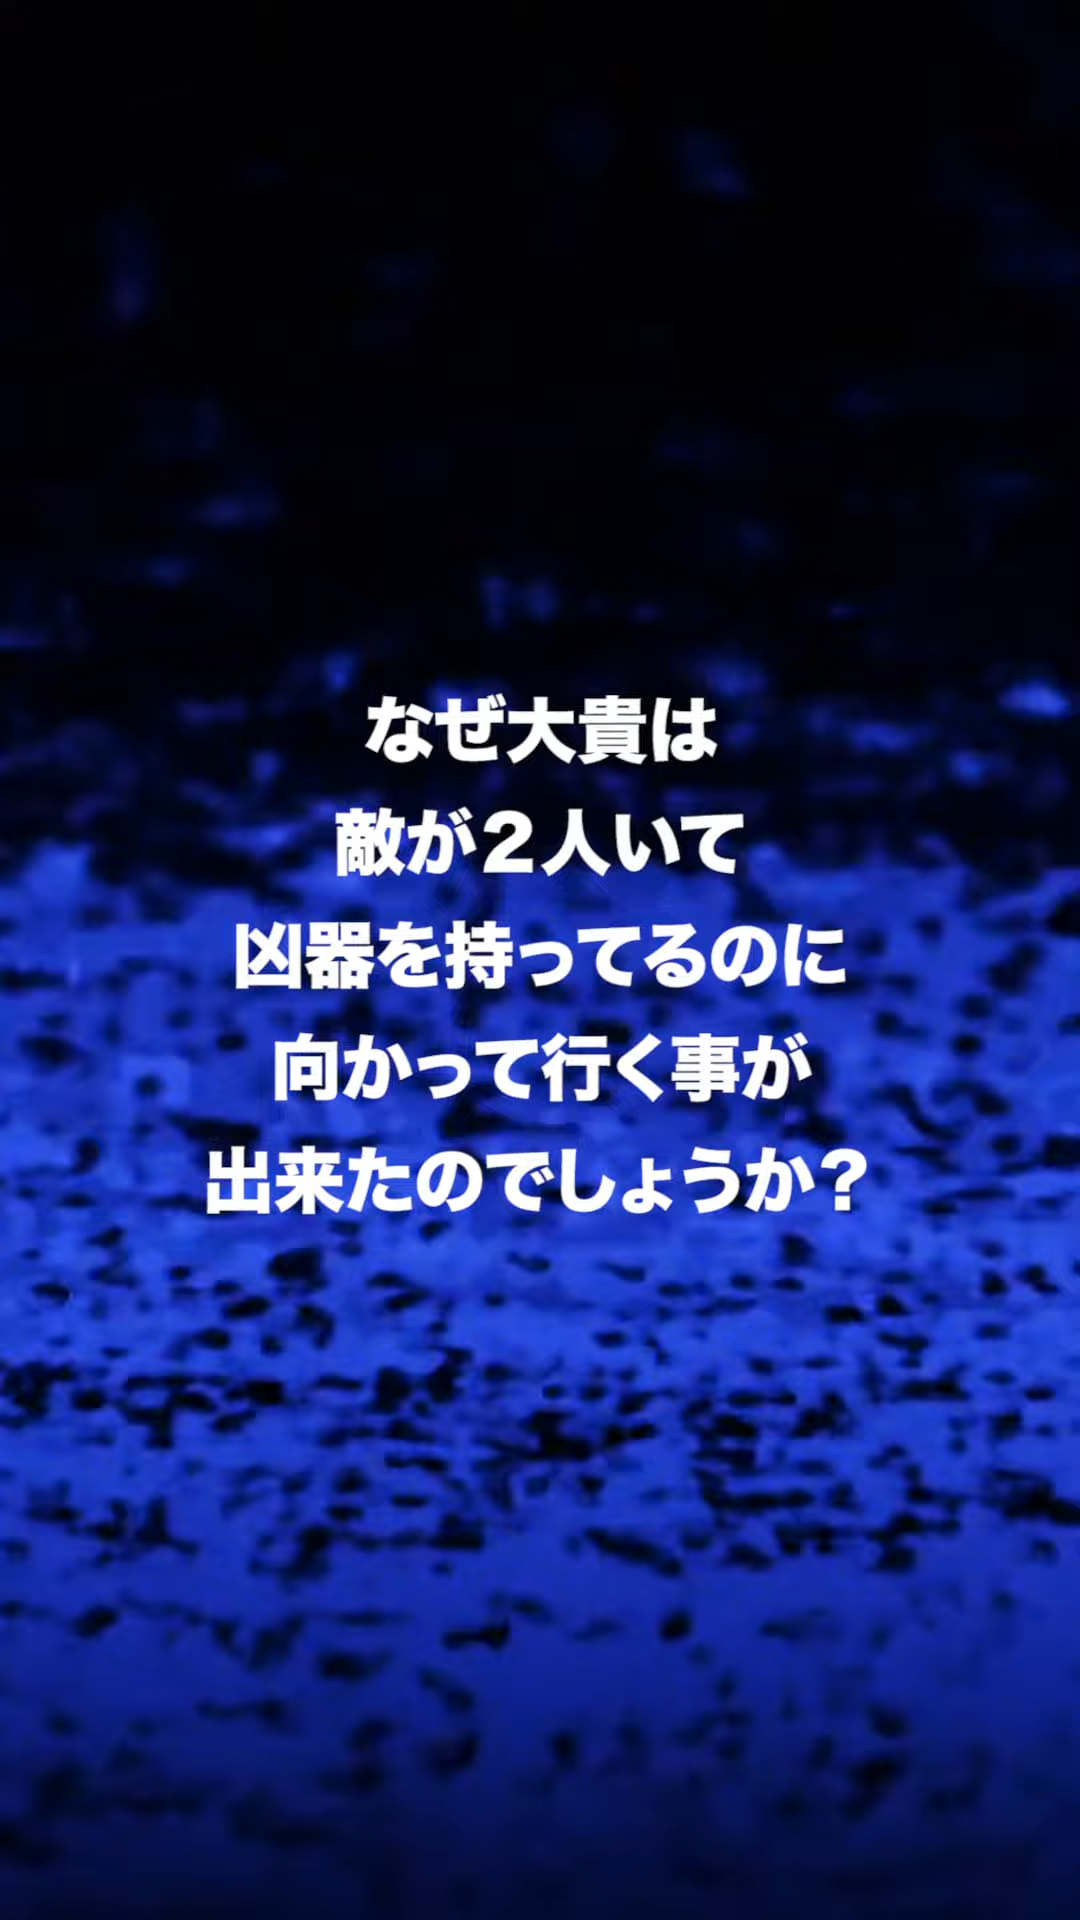 なぜ大貴は
敵が2人いて
凶器を持ってるのに
向かって行く事が
出来たのでしょうか？